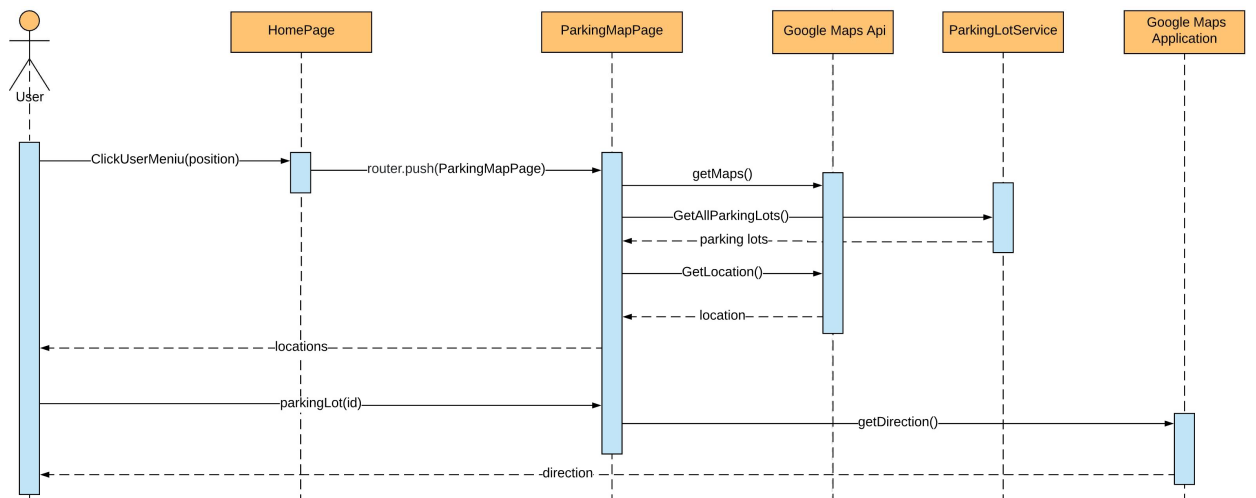 HomePage
ParkingMapPage
Google Maps Api
ParkingLotService
Google Maps
Application
User
ClickUserMeniu(position)
router.push(ParkingMapPage)
getMaps()
GetAllParkingLots()
parking lots
GetLocation()
location
locations
parkingLot(id)
getDirection()
direction